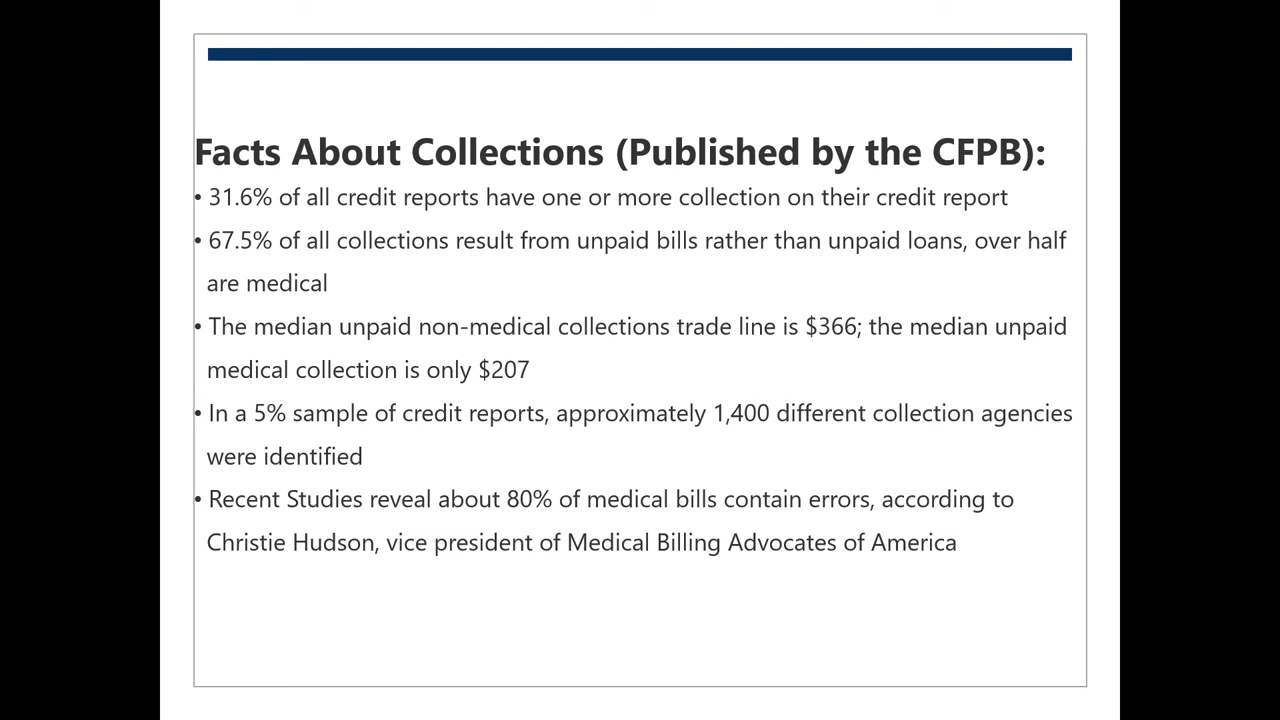 Facts About Collections (Published by the CFPB):
• 31.6% of all credit reports have one or more collection on their credit report
• 67.5% of all collections result from unpaid bills rather than unpaid loans, over half
are medical
• The median unpaid non-medical collections trade line is $366; the median unpaid
medical collection is only $207
• In a 5% sample of credit reports, approximately 1,400 different collection agencies
were identified
• Recent Studies reveal about 80% of medical bills contain errors, according to
Christie Hudson, vice president of Medical Billing Advocates of America